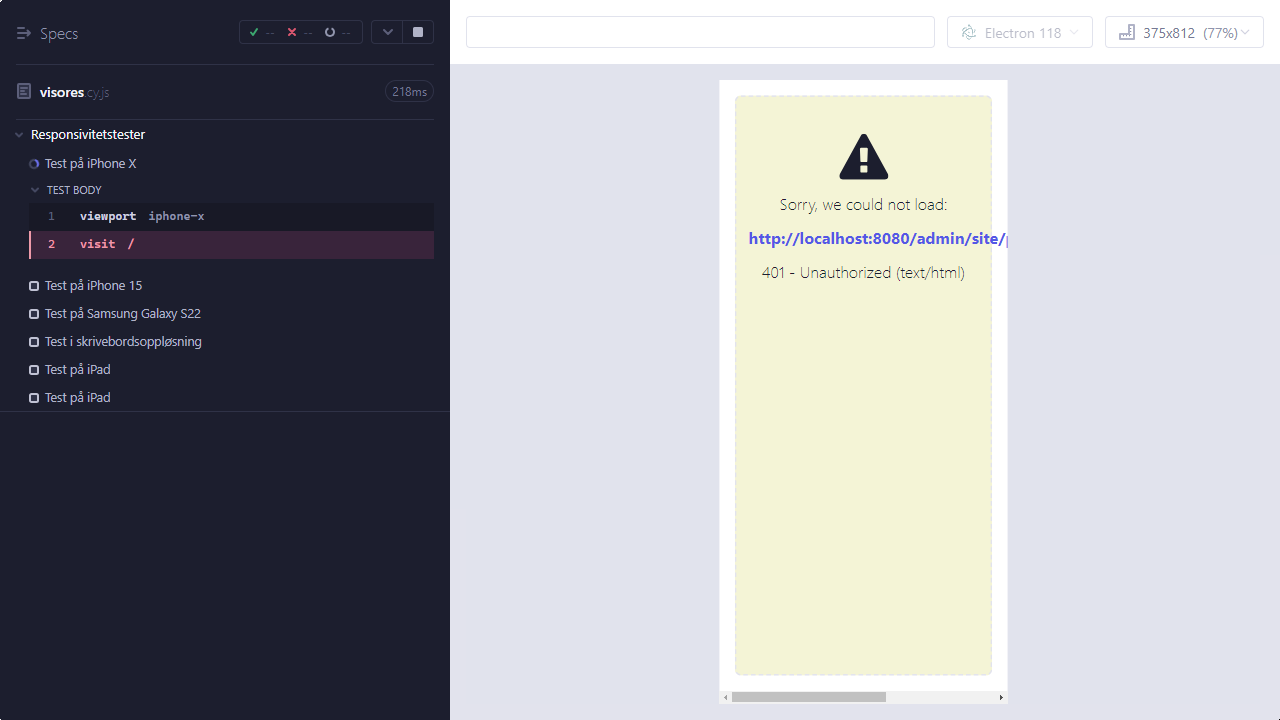 Specs
-- -- --
visores.cy.js
218ms
Responsivitetstester
Test på iPhone X
TEST BODY
1 viewport iphone-x
2 visit /
Test på iPhone 15
Test på Samsung Galaxy S22
Test i skrivebordsoppløsning
Test på iPad
Test på iPad
Electron 118
375x812 (77%)
Sorry, we could not load:
http://localhost:8080/admin/site/
401 - Unauthorized (text/html)